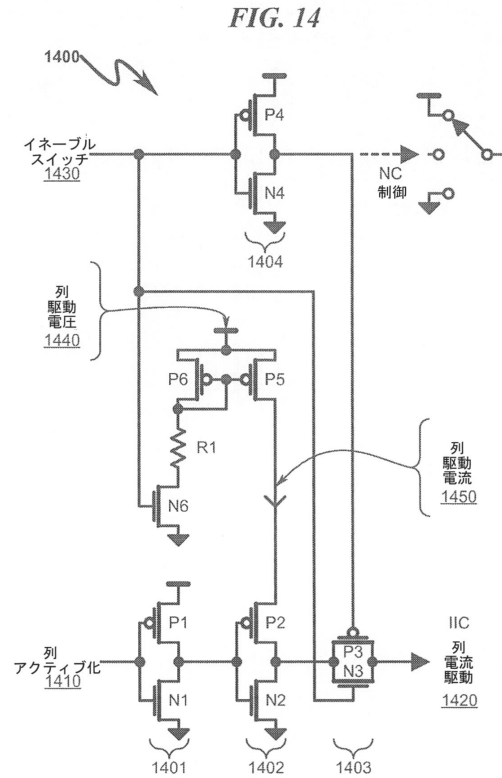 FIG. 14
1400
イネーブル
スイッチ
1430
P4
N4
1404
NC
制御
列
駆動
電圧
1440
P6
P5
R1
N6
列
駆動
電流
1450
列
アクティブ化
1410
P1
N1
P2
N2
P3
N3
IIC
列
電流
駆動
1420
1401
1402
1403